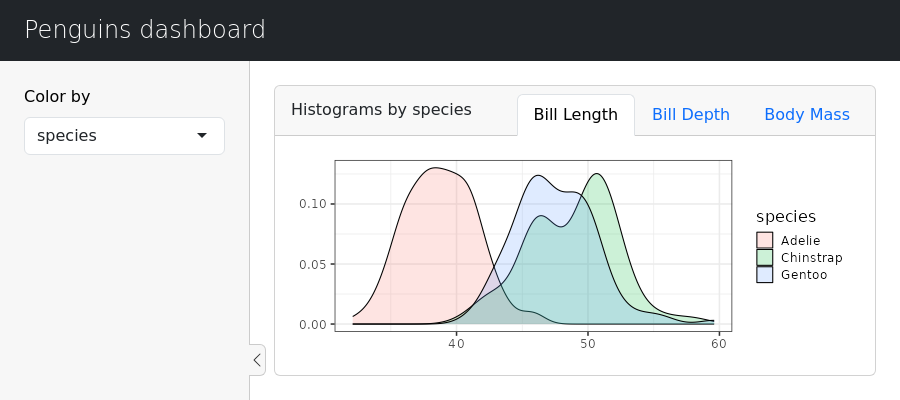 Penguins dashboard
Color by
species
Histograms by species
Bill Length
Bill Depth
Body Mass
0.10
0.05
0.00
40
50
60
species
Adelie
Chinstrap
Gentoo